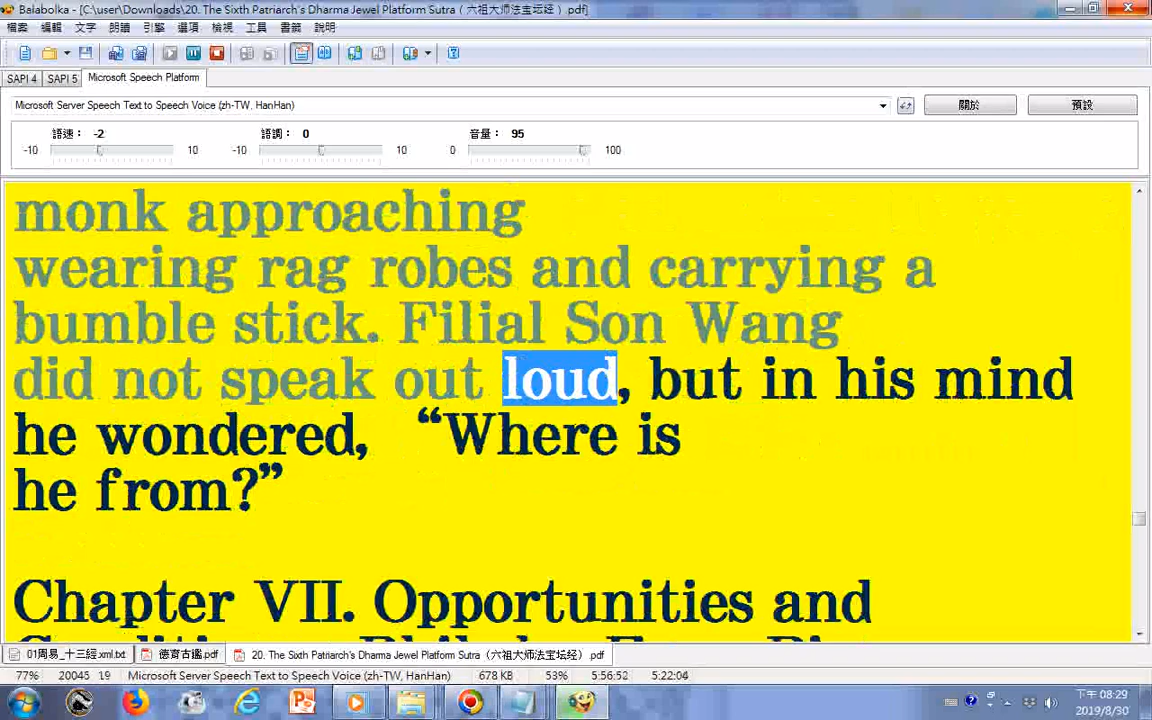 Balabolka - [C:\user\Downloads\20. The Sixth Patriarch's Dharma Jewel Platform Sutra（六祖大师法宝坛经）.pdf]
檔案 編輯 文字 朗讀 引擎 選項 檢視 工具 書籤 說明
SAPI 4 SAPI 5 Microsoft Speech Platform
Microsoft Server Speech Text to Speech Voice (zh-TW, HanHan) 關於 預設
語速： -2 語調： 0 音量： 95
-10 10 -10 10 0 100
monk approaching
wearing rag robes and carrying a
bumble stick. Filial Son Wang
did not speak out loud, but in his mind
he wondered, “Where is
he from?”
Chapter VII. Opportunities and
01周易_十三經.xml.txt 德育古鑑.pdf 20. The Sixth Patriarch's Dharma Jewel Platform Sutra（六祖大师法宝坛经）.pdf
77% 20045 19 Microsoft Server Speech Text to Speech Voice (zh-TW, HanHan) 678 KB 53% 5:56:52 5:22:04
下午 08:29
2019/8/30